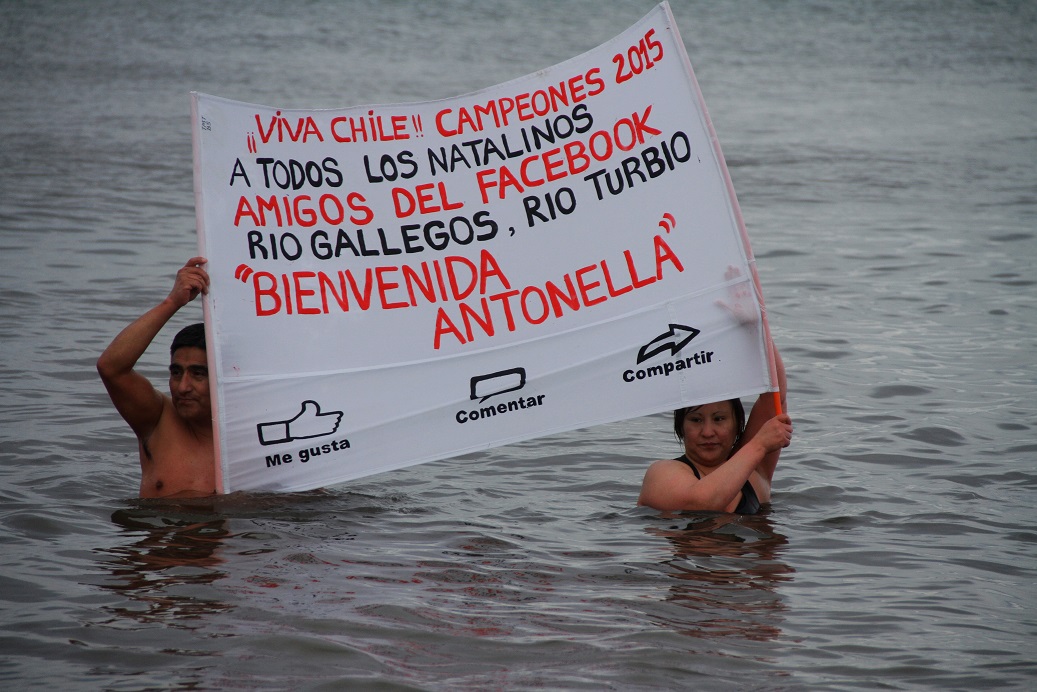 ¡¡VIVA CHILE!! CAMPEONES 2015
A TODOS LOS NATALINOS
AMIGOS DEL FACEBOOK
RIO GALLEGOS, RIO TURBIO
"BIENVENIDA
ANTONELLA"
Me gusta
Comentar
Compartir